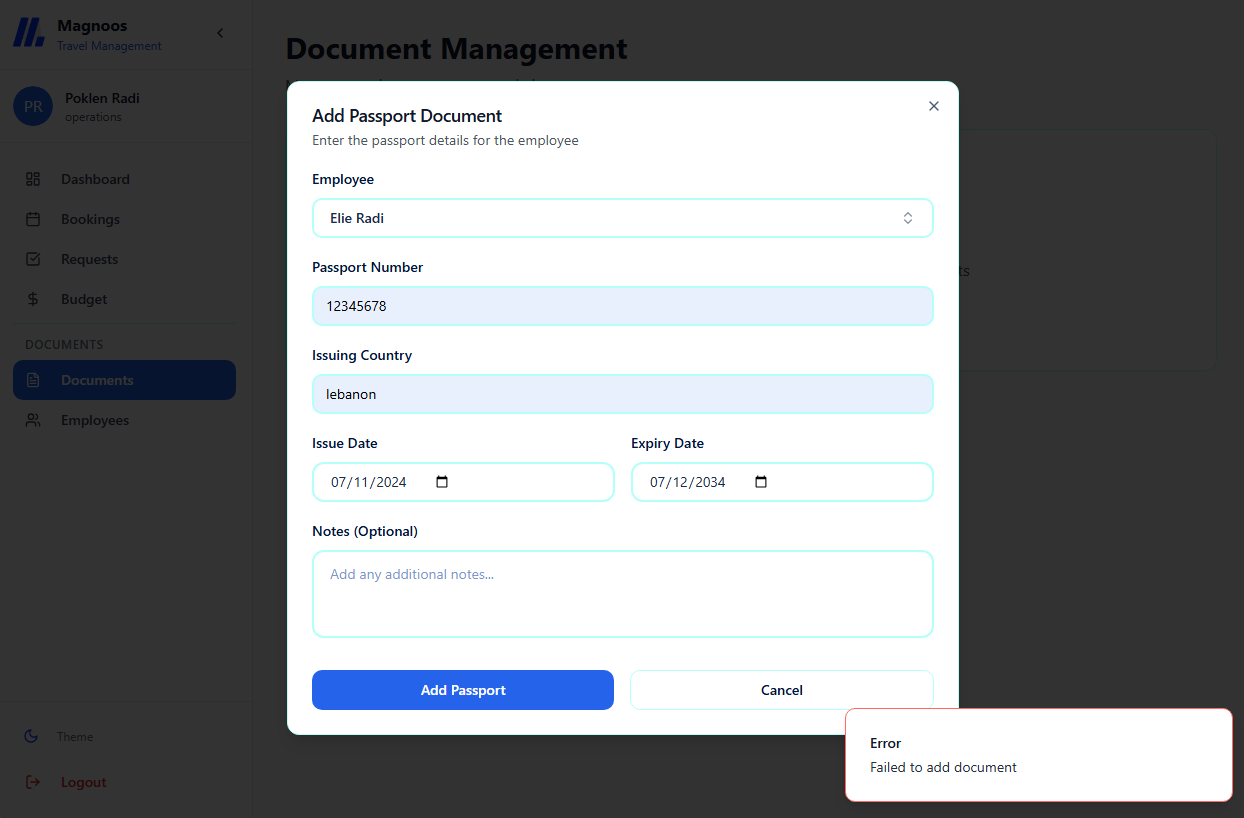 Magnoos
Travel Management
PR
Poklen Radi
operations
Dashboard
Bookings
Requests
Budget
DOCUMENTS
Documents
Employees
Theme
Logout
Document Management
Add Passport Document
Enter the passport details for the employee
Employee
Elie Radi
Passport Number
12345678
Issuing Country
lebanon
Issue Date
Expiry Date
07/11/2024
07/12/2034
Notes (Optional)
Add any additional notes...
Add Passport
Cancel
Error
Failed to add document